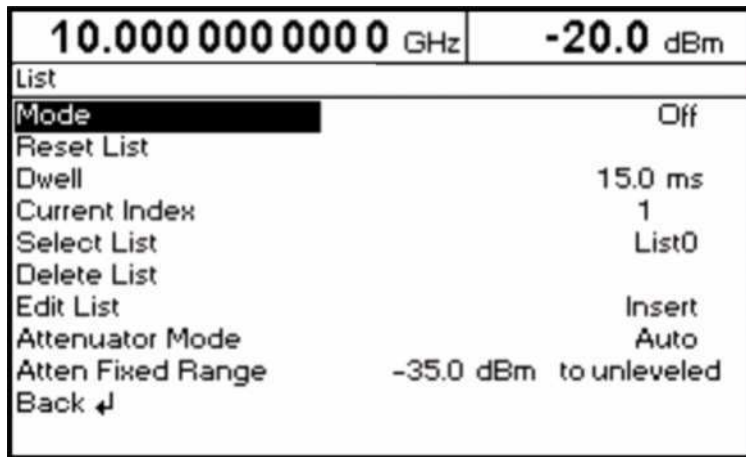 10.000 000 000 0 GHz -20.0 dBm
List
Mode Off
Reset List
Dwell 15.0 ms
Current Index 1
Select List List0
Delete List
Edit List Insert
Attenuator Mode Auto
Atten Fixed Range -35.0 dBm to unleveled
Back ↲